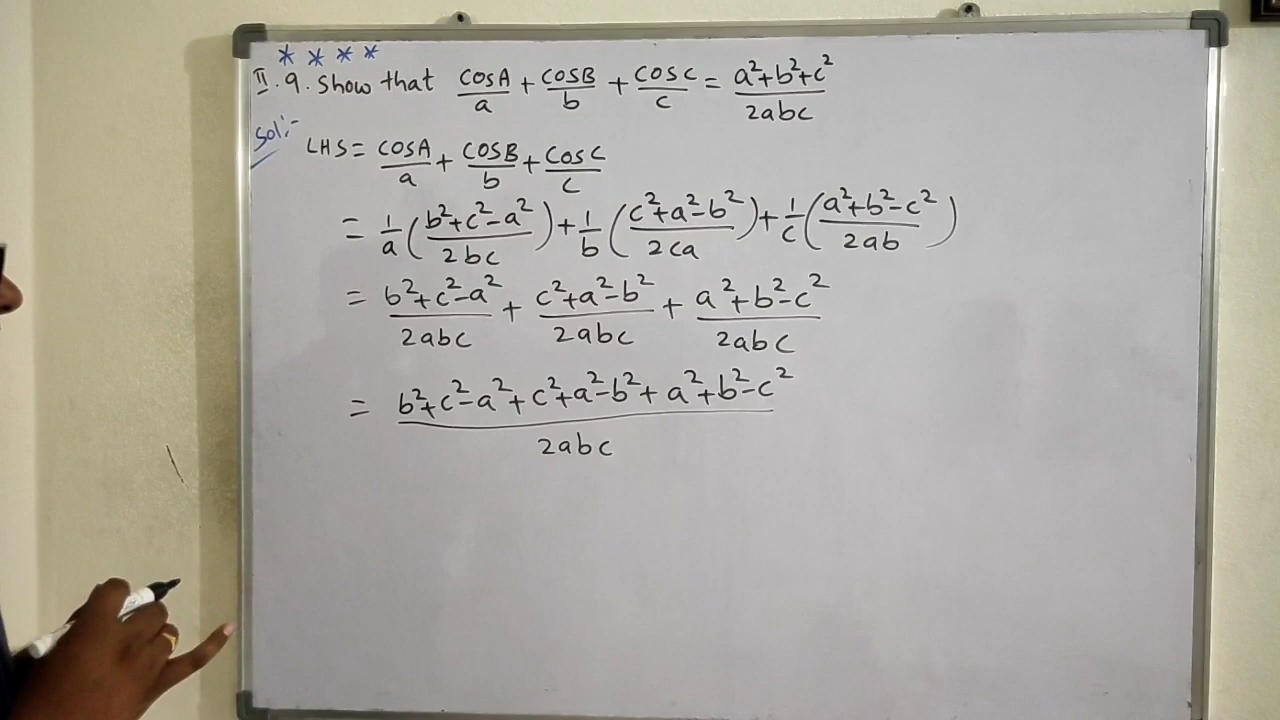 * * * *
II. 9. Show that cosA/a + cosB/b + cosc/c = a²+b²+c²/2abc
Sol:-
LHS = cosA/a + cosB/b + cosC/c
= 1/a (b²+c²-a²/2bc) + 1/b (c²+a²-b²/2ca) + 1/c (a²+b²-c²/2ab)
= b²+c²-a²/2abc + c²+a²-b²/2abc + a²+b²-c²/2abc
= b²+c²-a²+c²+a²-b²+a²+b²-c²/2abc